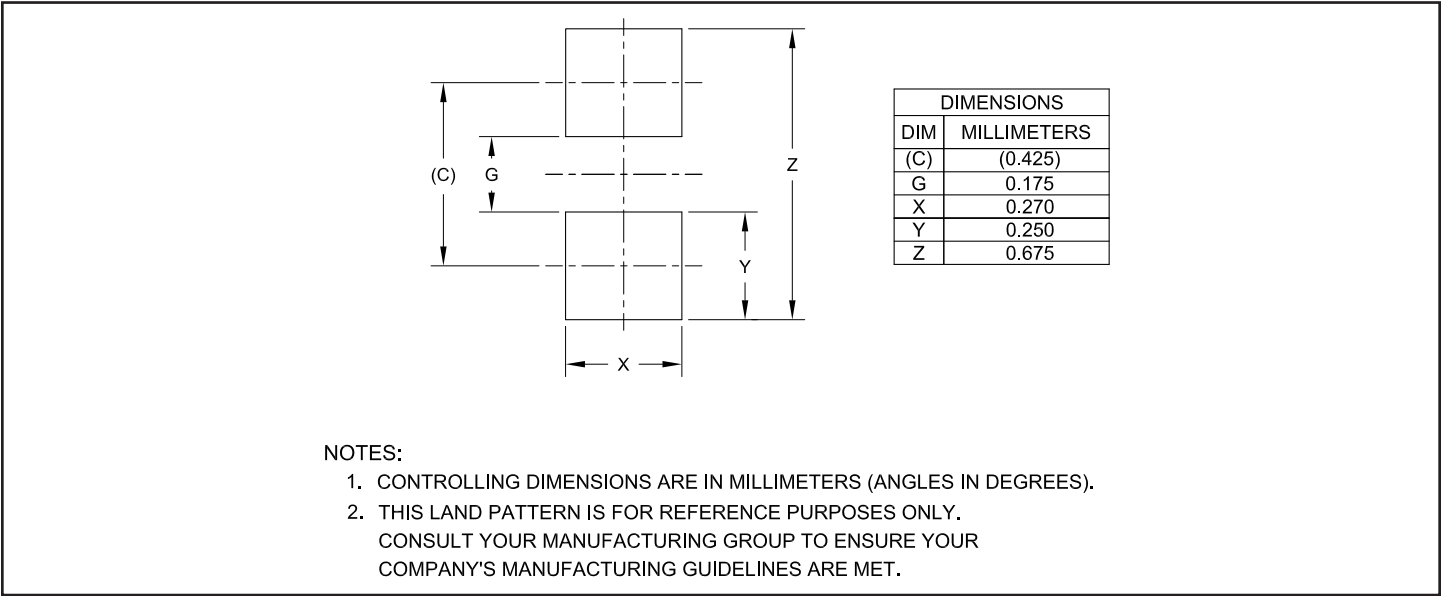 (C)
G
Z
Y
X
DIMENSIONS
DIM MILLIMETERS
(C) (0.425)
G 0.175
X 0.270
Y 0.250
Z 0.675
NOTES:
1. CONTROLLING DIMENSIONS ARE IN MILLIMETERS (ANGLES IN DEGREES).
2. THIS LAND PATTERN IS FOR REFERENCE PURPOSES ONLY.
CONSULT YOUR MANUFACTURING GROUP TO ENSURE YOUR
COMPANY'S MANUFACTURING GUIDELINES ARE MET.